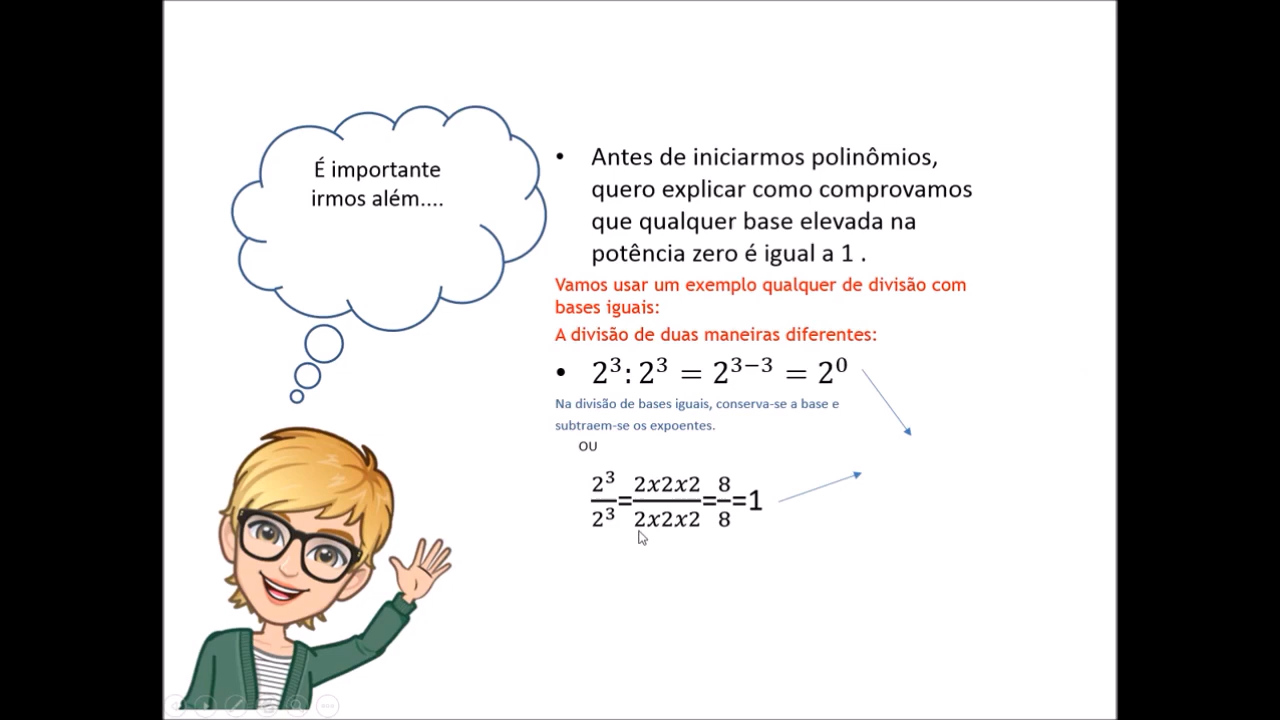 É importante
irmos além....
• Antes de iniciarmos polinômios,
quero explicar como comprovamos
que qualquer base elevada na
potência zero é igual a 1 .
Vamos usar um exemplo qualquer de divisão com
bases iguais:
A divisão de duas maneiras diferentes:
• 2³: 2³ = 2³⁻³ = 2⁰
Na divisão de bases iguais, conserva-se a base e
subtraem-se os expoentes.
OU
2³/2³=2x2x2/2x2x2=8/8=1